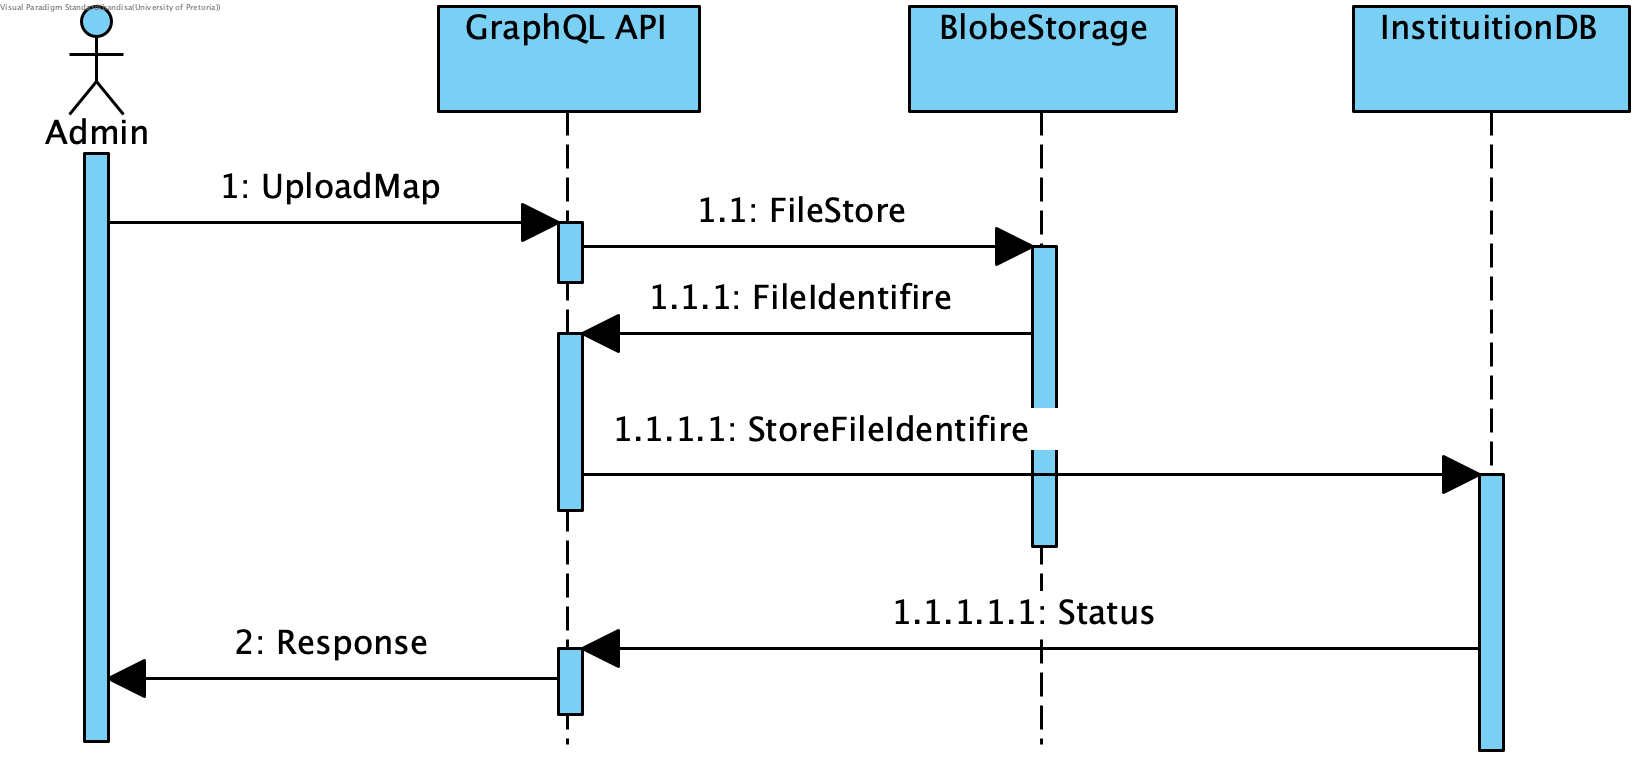 Visual Paradigm Standard(Thandisa(University of Pretoria))
GraphQL API
BlobeStorage
InstituitionDB
Admin
1: UploadMap
1.1: FileStore
1.1.1: FileIdentifire
1.1.1.1: StoreFileIdentifire
1.1.1.1.1: Status
2: Response